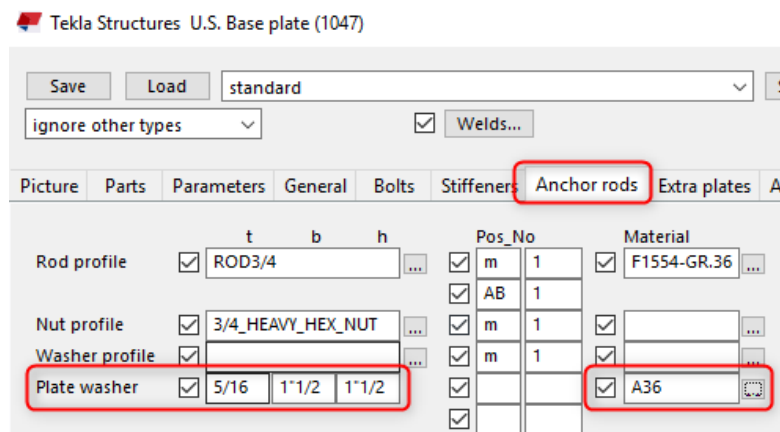 Tekla Structures U.S. Base plate (1047)
Save Load standard
ignore other types Welds...
Picture Parts Parameters General Bolts Stiffeners Anchor rods Extra plates
t b h Pos_No Material
Rod profile ROD3/4 ... m 1 F1554-GR.36 ...
AB 1
Nut profile 3/4_HEAVY_HEX_NUT ... m 1 ...
Washer profile ... m 1 ...
Plate washer 5/16 1"1/2 1"1/2 A36 ...